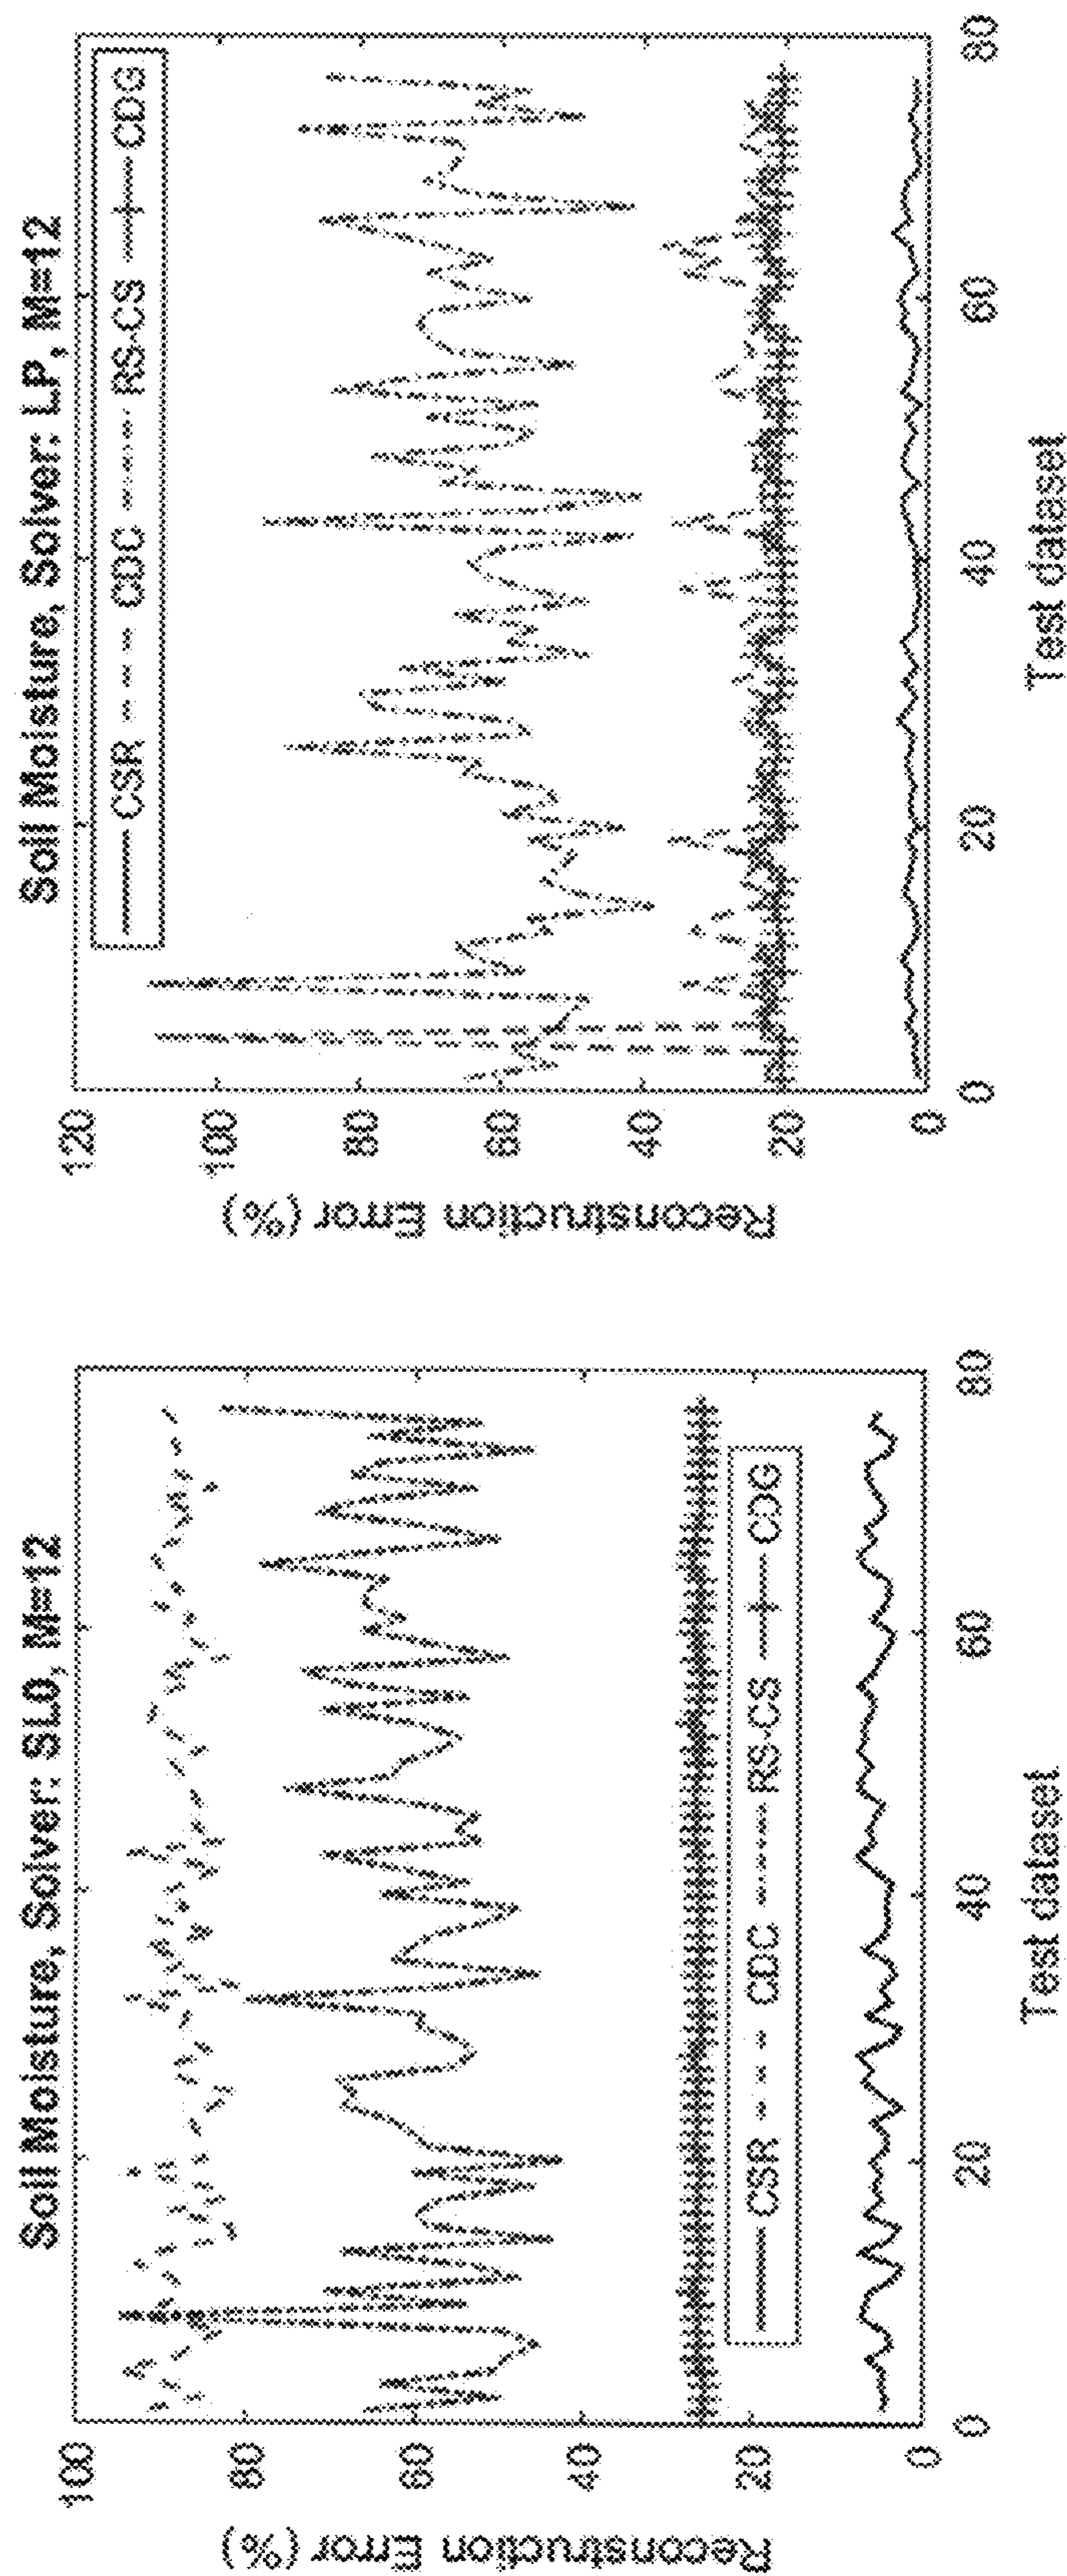 Soil Moisture, Solver: SL0, M=12
Reconstruction Error (%)
100
80
60
40
20
0
CSR CDC RS-CS CDG
0 20 40 60 80
Test dataset
Soil Moisture, Solver: LP, M=12
Reconstruction Error (%)
120
100
80
60
40
20
0
CSR CDC RS-CS CDG
0 20 40 60 80
Test dataset